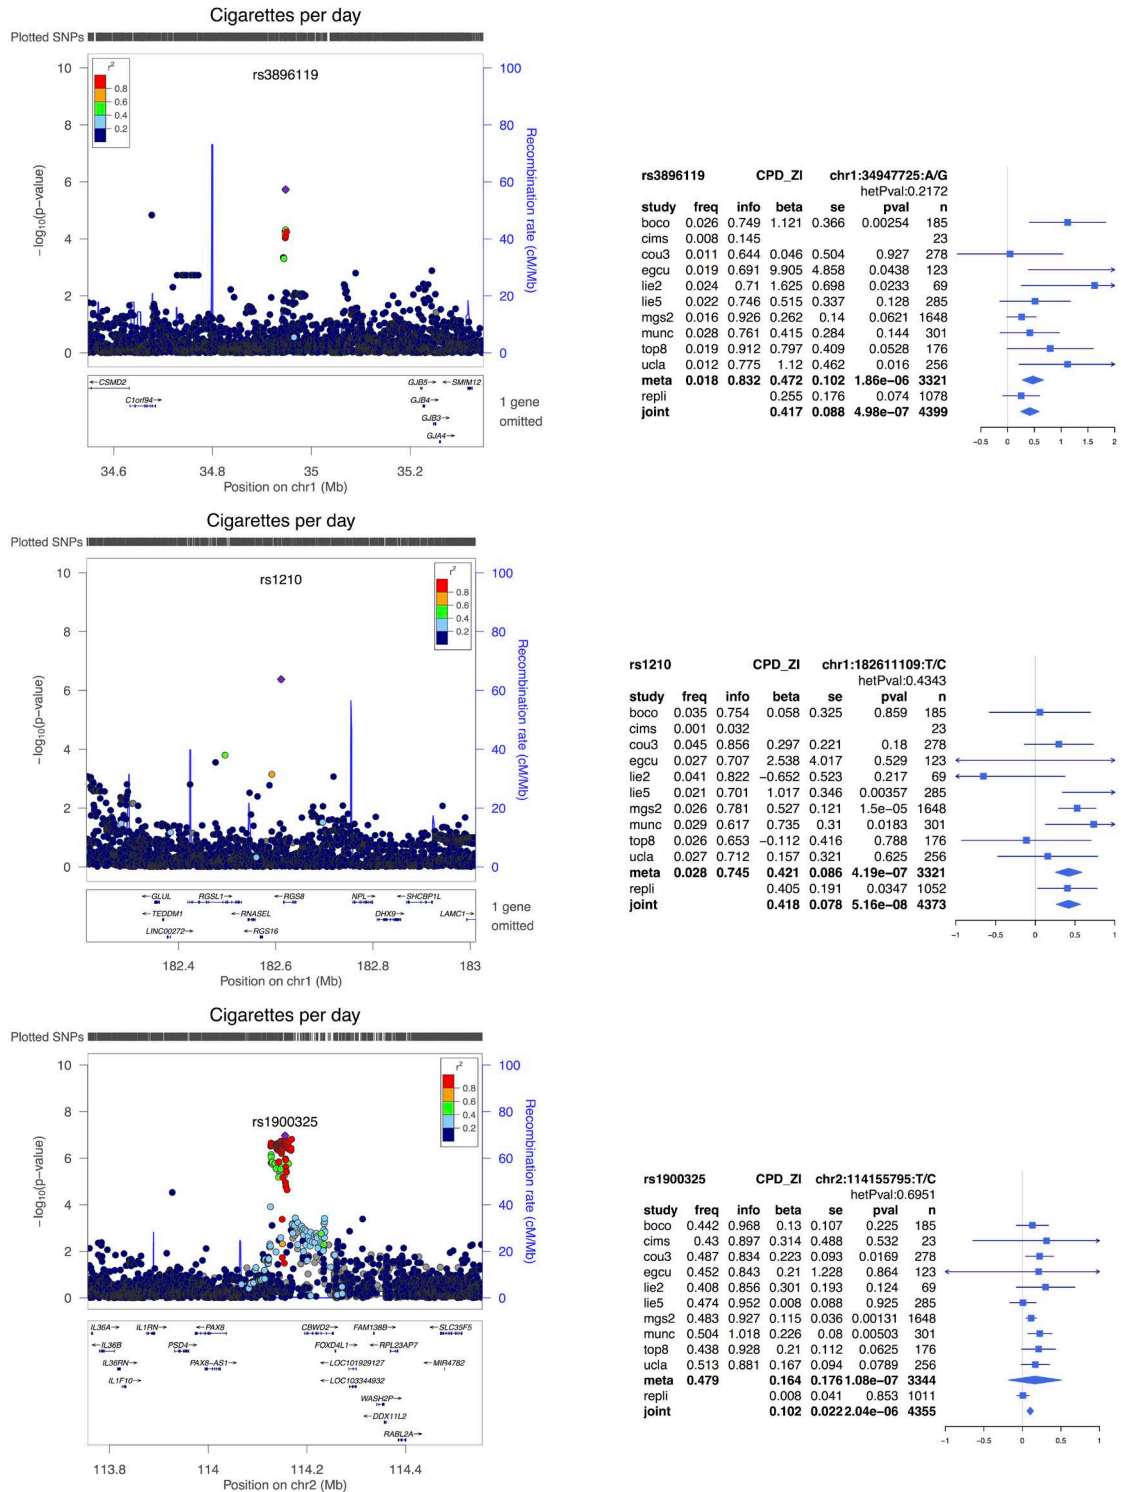 Cigarettes per day
Plotted SNPs
r2
0.8
0.6
0.4
0.2
rs3896119
10
8
6
4
2
0
−log10(p−value)
100
80
60
40
20
0
Recombination rate (cM/Mb)
←CSMD2
C1orf94→
GJB5→
←SMIM12
GJB4→
GJB3→
GJA4→
1 gene
omitted
34.6 34.8 35 35.2
Position on chr1 (Mb)
rs3896119 CPD_ZI chr1:34947725:A/G
hetPval:0.2172
study freq info beta se pval n
boco 0.026 0.749 1.121 0.366 0.00254 185
cims 0.008 0.145 23
cou3 0.011 0.644 0.046 0.504 0.927 278
egcu 0.019 0.691 9.905 4.858 0.0438 123
lie2 0.024 0.71 1.625 0.698 0.0233 69
lie5 0.022 0.746 0.515 0.337 0.128 285
mgs2 0.016 0.926 0.262 0.14 0.0621 1648
munc 0.028 0.761 0.415 0.284 0.144 301
top8 0.019 0.912 0.797 0.409 0.0528 176
ucla 0.012 0.775 1.12 0.462 0.016 256
meta 0.018 0.832 0.472 0.102 1.86e−06 3321
repli 0.255 0.176 0.074 1078
joint 0.417 0.088 4.98e−07 4399
−0.5 0 0.5 1 1.5 2
Cigarettes per day
Plotted SNPs
r2
0.8
0.6
0.4
0.2
rs1210
10
8
6
4
2
0
−log10(p−value)
100
80
60
40
20
0
Recombination rate (cM/Mb)
←GLUL RGSL1→ RGS8 NPL→ SHCBP1L
←TEDDM1 ←RNASEL DHX9→ LAMC1→
LINC00272→ ←RGS16
1 gene
omitted
182.4 182.6 182.8 183
Position on chr1 (Mb)
rs1210 CPD_ZI chr1:182611109:T/C
hetPval:0.4343
study freq info beta se pval n
boco 0.035 0.754 0.058 0.325 0.859 185
cims 0.001 0.032 23
cou3 0.045 0.856 0.297 0.221 0.18 278
egcu 0.027 0.707 2.538 4.017 0.529 123
lie2 0.041 0.822 −0.652 0.523 0.217 69
lie5 0.021 0.701 1.017 0.346 0.00357 285
mgs2 0.026 0.781 0.527 0.121 1.5e−05 1648
munc 0.029 0.617 0.735 0.31 0.0183 301
top8 0.026 0.653 −0.112 0.416 0.788 176
ucla 0.027 0.712 0.157 0.321 0.625 256
meta 0.028 0.745 0.421 0.086 4.19e−07 3321
repli 0.405 0.191 0.0347 1052
joint 0.418 0.078 5.16e−08 4373
−1 −0.5 0 0.5 1
Cigarettes per day
Plotted SNPs
r2
0.8
0.6
0.4
0.2
rs1900325
10
8
6
4
2
0
−log10(p−value)
100
80
60
40
20
0
Recombination rate (cM/Mb)
IL36A→ IL1RN→ ←PAX8 CBWD2→ FAM138B→ ←SLC35F5
←IL36B PSD4→ FOXD4L1→ ←RPL23AP7
IL36RN→ PAX8−AS1→ ←LOC101929127 ←MIR4782
IL1F10→ ←LOC103344932
WASH2P→
←DDX11L2
RABL2A→
113.8 114 114.2 114.4
Position on chr2 (Mb)
rs1900325 CPD_ZI chr2:114155795:T/C
hetPval:0.6951
study freq info beta se pval n
boco 0.442 0.968 0.13 0.107 0.225 185
cims 0.43 0.897 0.314 0.488 0.532 23
cou3 0.487 0.834 0.223 0.093 0.0169 278
egcu 0.452 0.843 0.21 1.228 0.864 123
lie2 0.408 0.856 0.301 0.193 0.124 69
lie5 0.474 0.952 0.008 0.088 0.925 285
mgs2 0.483 0.927 0.115 0.036 0.00131 1648
munc 0.504 1.018 0.226 0.08 0.00503 301
top8 0.438 0.928 0.21 0.112 0.0625 176
ucla 0.513 0.881 0.167 0.094 0.0789 256
meta 0.479 0.164 0.176 1.08e−07 3344
repli 0.008 0.041 0.853 1011
joint 0.102 0.022 2.04e−06 4355
−1 −0.5 0 0.5 1